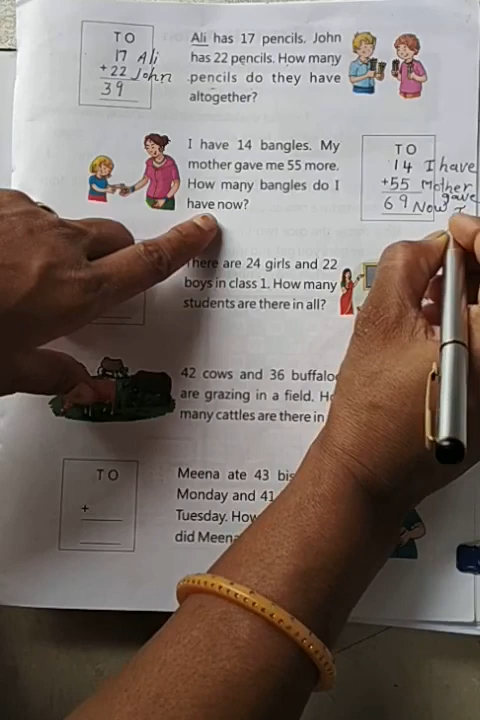 T O
17 Ali
+ 22 John
39
Ali has 17 pencils. John
has 22 pencils. How many
pencils do they have
altogether?
I have 14 bangles. My
mother gave me 55 more.
How many bangles do I
have now?
T O
14 I have
+55 Mother
gave
69 Now I
There are 24 girls and 22
boys in class 1. How many
students are there in all?
42 cows and 36 buffalo
are grazing in a field.
many cattles are there in
T O
+
Meena ate 43
Monday and 41
Tuesday. How
did Meena